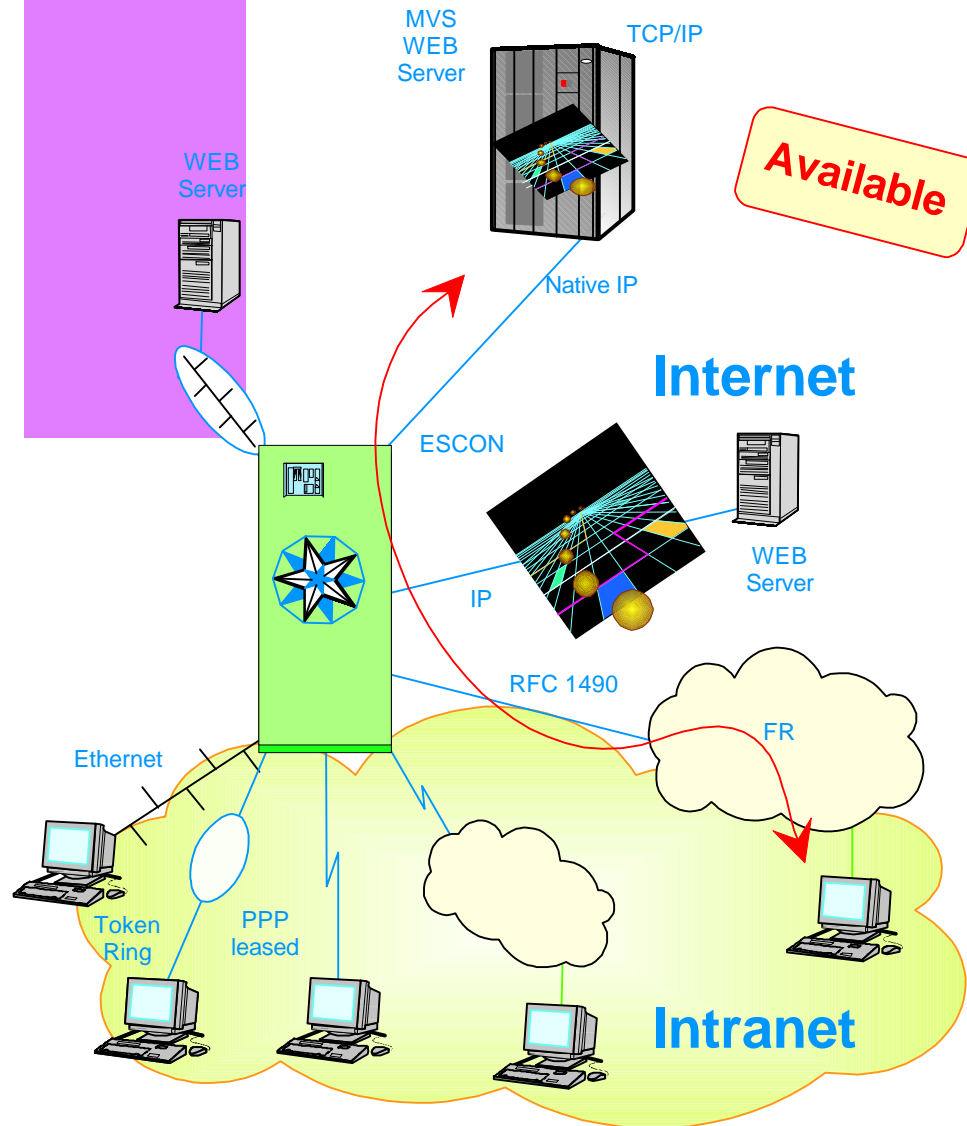 MVS
WEB
Server
TCP/IP
Available
WEB
Server
Native IP
Internet
ESCON
WEB
Server
IP
RFC 1490
FR
Ethernet
Token
Ring
PPP
leased
Intranet